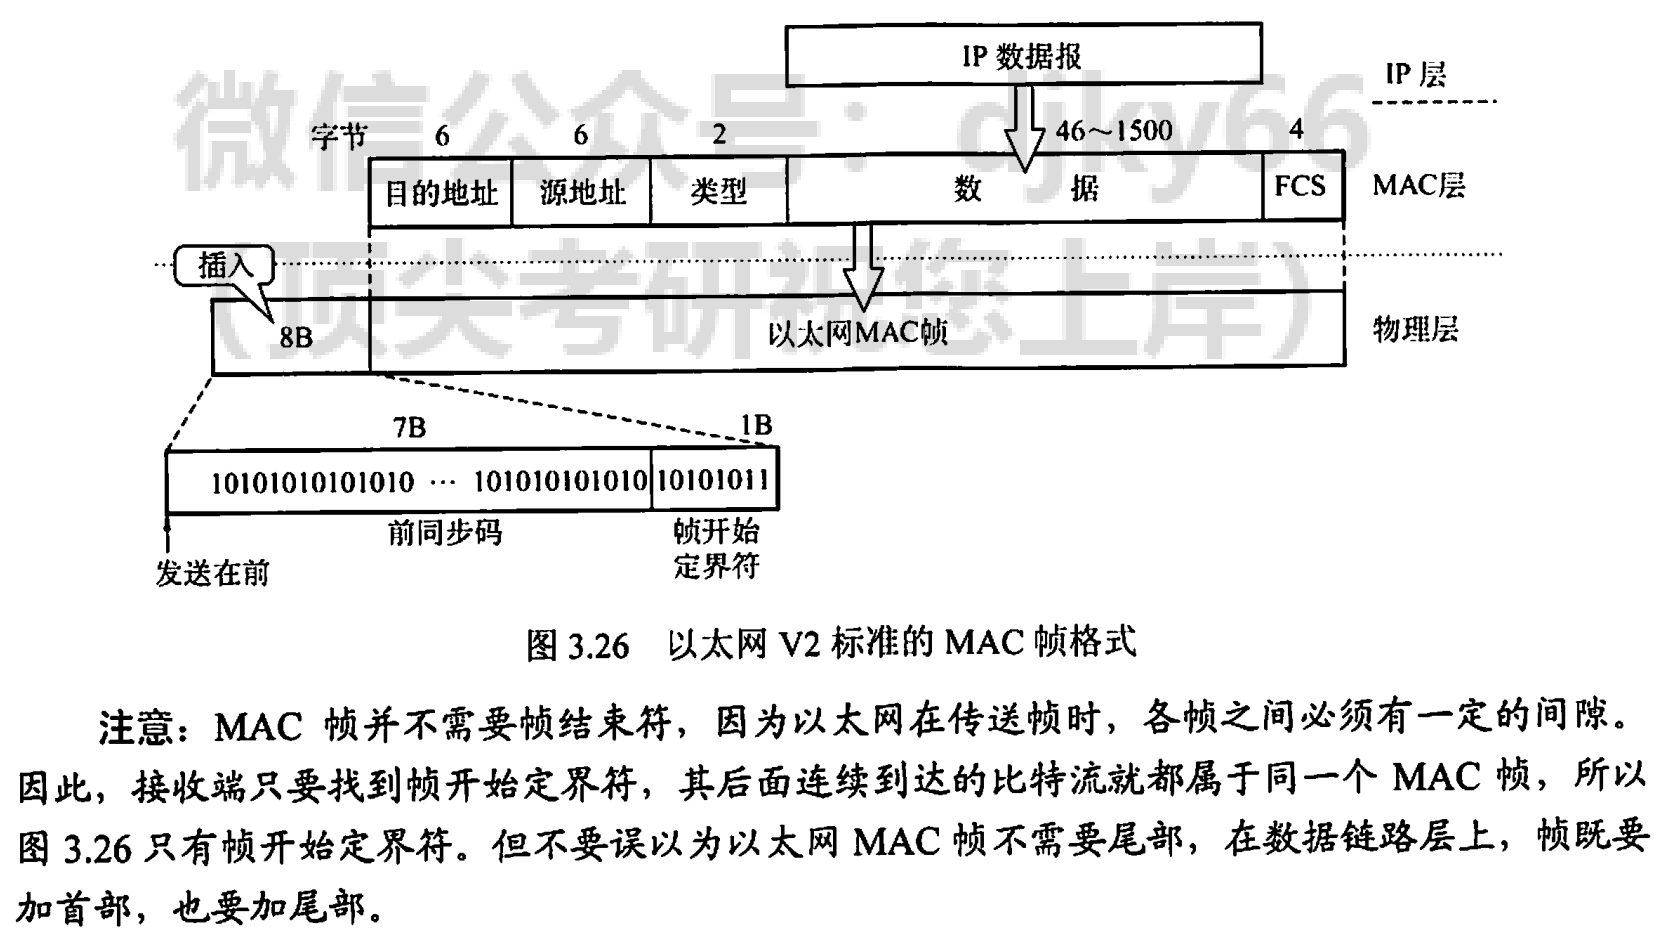 IP 数据报
IP 层
微信公众号：djky66
字节 6 6 2 46～1500 4
目的地址 源地址 类型 数 据 FCS MAC层
插入
（顶尖考研祝您上岸）
8B 以太网MAC帧 物理层
7B 1B
10101010101010 … 101010101010 10101011
前同步码 帧开始
定界符
发送在前
图 3.26 以太网 V2 标准的 MAC 帧格式
注意：MAC 帧并不需要帧结束符，因为以太网在传送帧时，各帧之间必须有一定的间隙。
因此，接收端只要找到帧开始定界符，其后面连续到达的比特流就都属于同一个 MAC 帧，所以
图 3.26 只有帧开始定界符。但不要误以为以太网 MAC 帧不需要尾部，在数据链路层上，帧既要
加首部，也要加尾部。